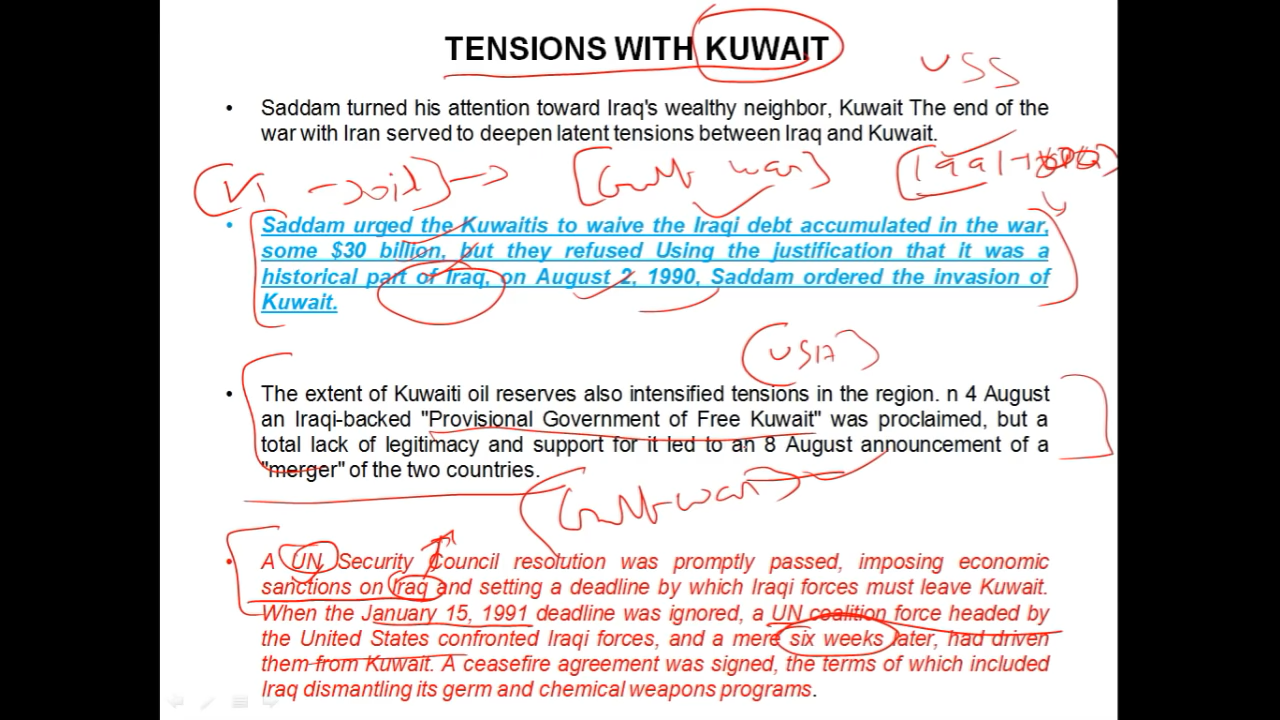 TENSIONS WITH KUWAIT
USS
• Saddam turned his attention toward Iraq's wealthy neighbor, Kuwait The end of the
war with Iran served to deepen latent tensions between Iraq and Kuwait.
Gulf war
• Saddam urged the Kuwaitis to waive the Iraqi debt accumulated in the war,
some $30 billion, but they refused Using the justification that it was a
historical part of Iraq, on August 2, 1990, Saddam ordered the invasion of
Kuwait.
USA
• The extent of Kuwaiti oil reserves also intensified tensions in the region. n 4 August
an Iraqi-backed "Provisional Government of Free Kuwait" was proclaimed, but a
total lack of legitimacy and support for it led to an 8 August announcement of a
"merger" of the two countries.
Gulf war
• A UN Security Council resolution was promptly passed, imposing economic
sanctions on Iraq and setting a deadline by which Iraqi forces must leave Kuwait.
When the January 15, 1991 deadline was ignored, a UN coalition force headed by
the United States confronted Iraqi forces, and a mere six weeks later, had driven
them from Kuwait. A ceasefire agreement was signed, the terms of which included
Iraq dismantling its germ and chemical weapons programs.